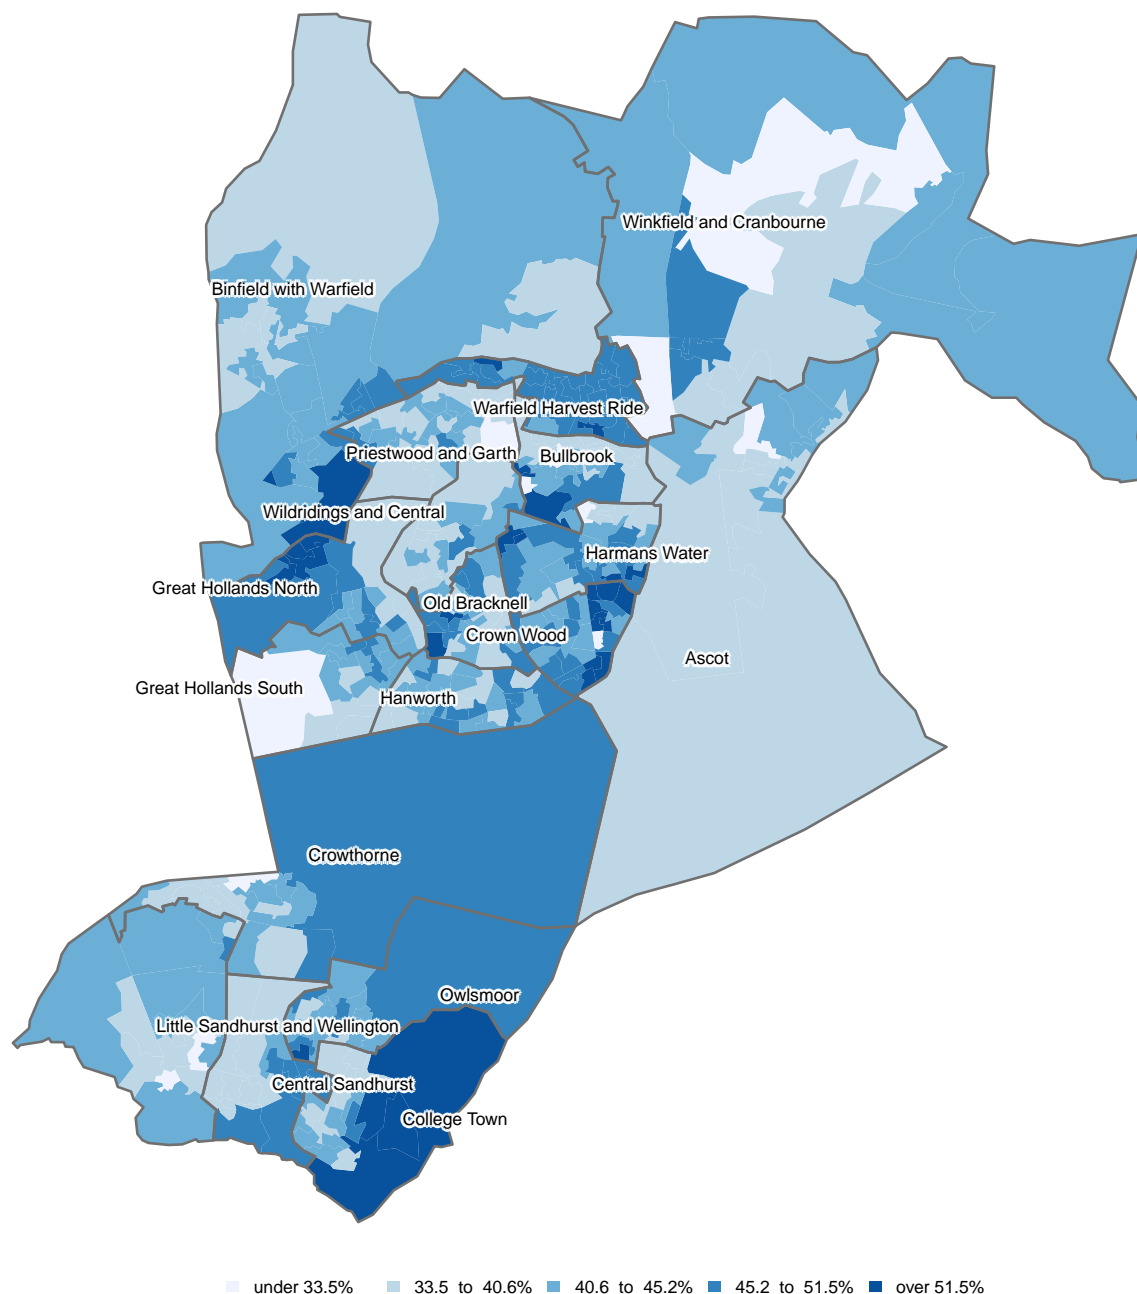 Winkfield and Cranbourne
Binfield with Warfield
Warfield Harvest Ride
Priestwood and Garth
Bullbrook
Wildridings and Central
Harmans Water
Great Hollands North
Old Bracknell
Crown Wood
Ascot
Great Hollands South
Hanworth
Crowthorne
Owlsmoor
Little Sandhurst and Wellington
Central Sandhurst
College Town
under 33.5% 33.5 to 40.6% 40.6 to 45.2% 45.2 to 51.5% over 51.5%